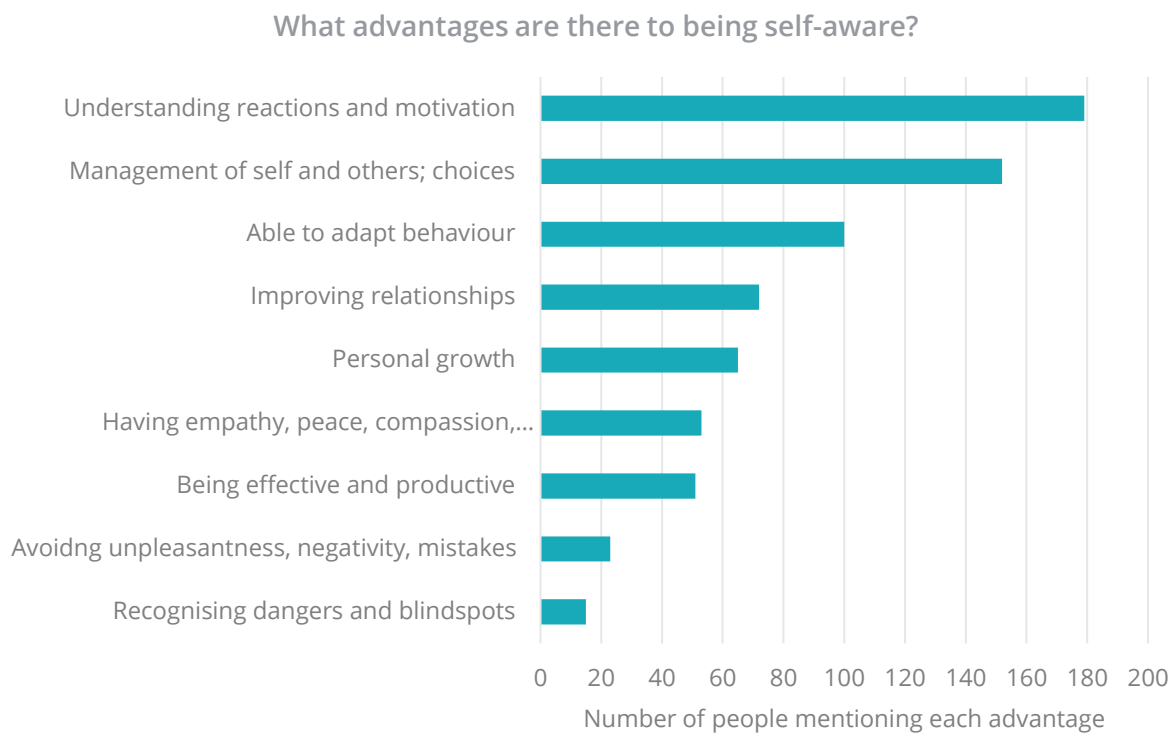 What advantages are there to being self-aware?
Understanding reactions and motivation
Management of self and others; choices
Able to adapt behaviour
Improving relationships
Personal growth
Having empathy, peace, compassion,...
Being effective and productive
Avoidng unpleasantness, negativity, mistakes
Recognising dangers and blindspots
0 20 40 60 80 100 120 140 160 180 200
Number of people mentioning each advantage